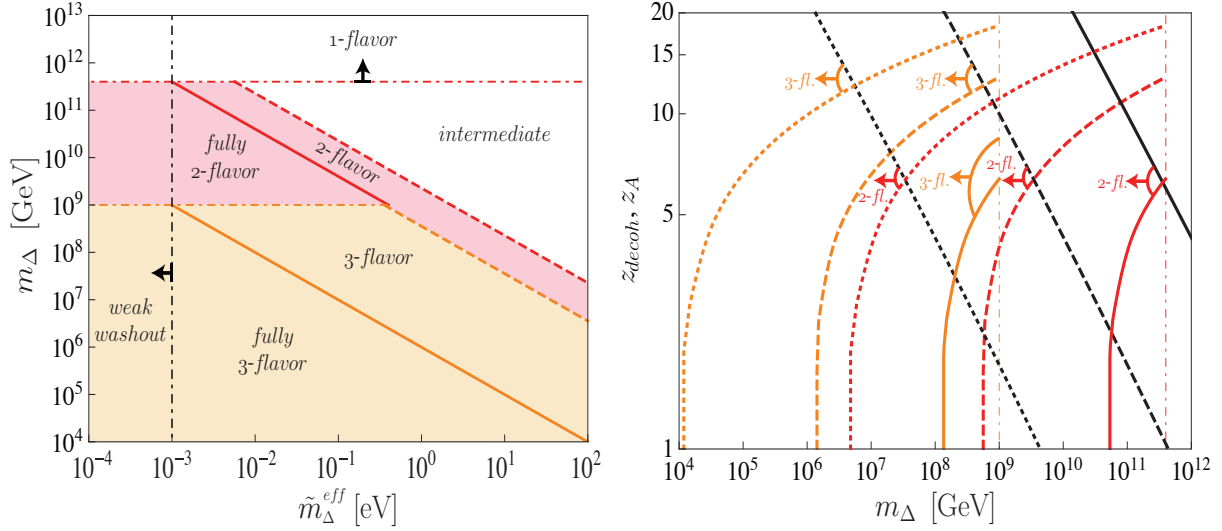 10^13
10^12
10^11
10^10
10^9
10^8
10^7
10^6
10^5
10^4
m_Δ [GeV]
1-flavor
intermediate
fully
2-flavor
2-flavor
3-flavor
weak
washout
fully
3-flavor
10^−4
10^−3
10^−2
10^−1
10^0
10^1
10^2
m̃_Δ^eff [eV]
20
15
10
5
1
z_decoh, z_A
3-fl.
3-fl.
2-fl.
3-fl.
2-fl.
2-fl.
10^4
10^5
10^6
10^7
10^8
10^9
10^10
10^11
10^12
m_Δ [GeV]